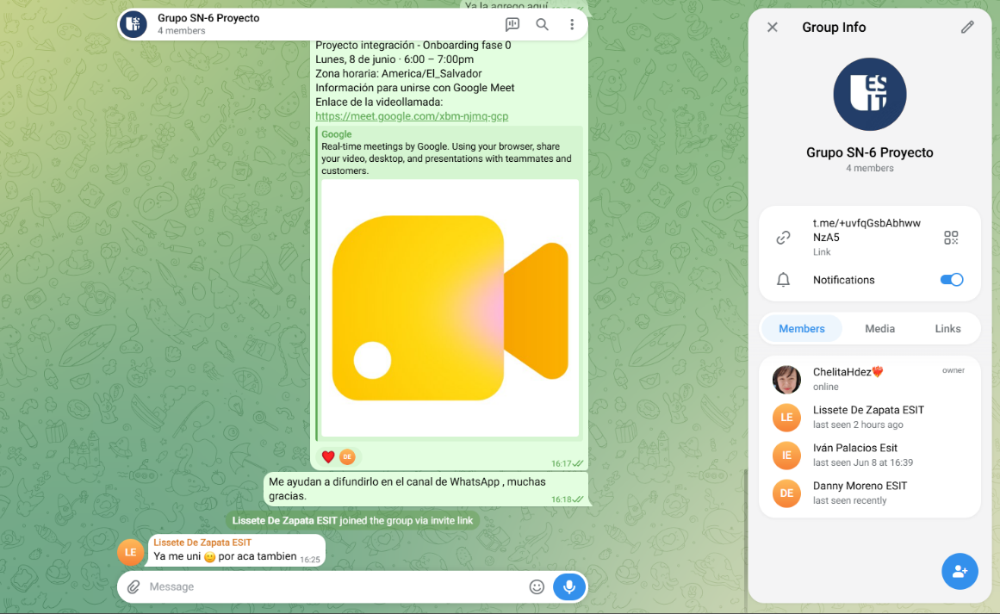 Ya la agrego aquí
Grupo SN-6 Proyecto
4 members
Proyecto integración - Onboarding fase 0
Lunes, 8 de junio · 6:00 – 7:00pm
Zona horaria: America/El_Salvador
Información para unirse con Google Meet
Enlace de la videollamada:
https://meet.google.com/xbm-njmq-gcp
Google
Real-time meetings by Google. Using your browser, share
your video, desktop, and presentations with teammates and
customers.
DE
16:17
Me ayudan a difundirlo en el canal de WhatsApp , muchas
gracias.
16:18
Lissete De Zapata ESIT joined the group via invite link
LE
Lissete De Zapata ESIT
Ya me uni 🙂 por aca tambien 16:25
Message
Group Info
ESIT
Grupo SN-6 Proyecto
4 members
t.me/+uvfqGsbAbhww
NzA5
Link
Notifications
Members Media Links
ChelitaHdez❤️‍🔥 owner
online
LE
Lissete De Zapata ESIT
last seen 2 hours ago
IE
Iván Palacios Esit
last seen Jun 8 at 16:39
DE
Danny Moreno ESIT
last seen recently